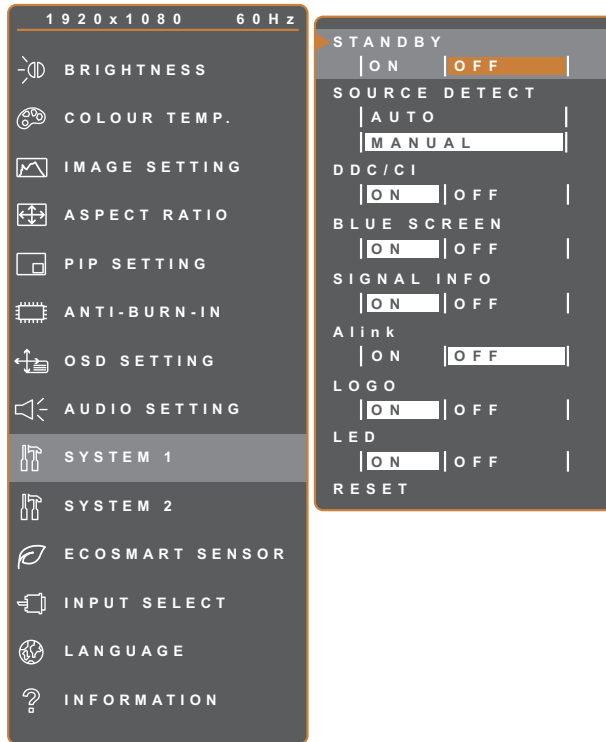 1920x1080 60Hz
BRIGHTNESS
COLOUR TEMP.
IMAGE SETTING
ASPECT RATIO
PIP SETTING
ANTI-BURN-IN
OSD SETTING
AUDIO SETTING
SYSTEM 1
SYSTEM 2
ECOSMART SENSOR
INPUT SELECT
LANGUAGE
INFORMATION
STANDBY
ON OFF
SOURCE DETECT
AUTO
MANUAL
DDC/CI
ON OFF
BLUE SCREEN
ON OFF
SIGNAL INFO
ON OFF
Alink
ON OFF
LOGO
ON OFF
LED
ON OFF
RESET